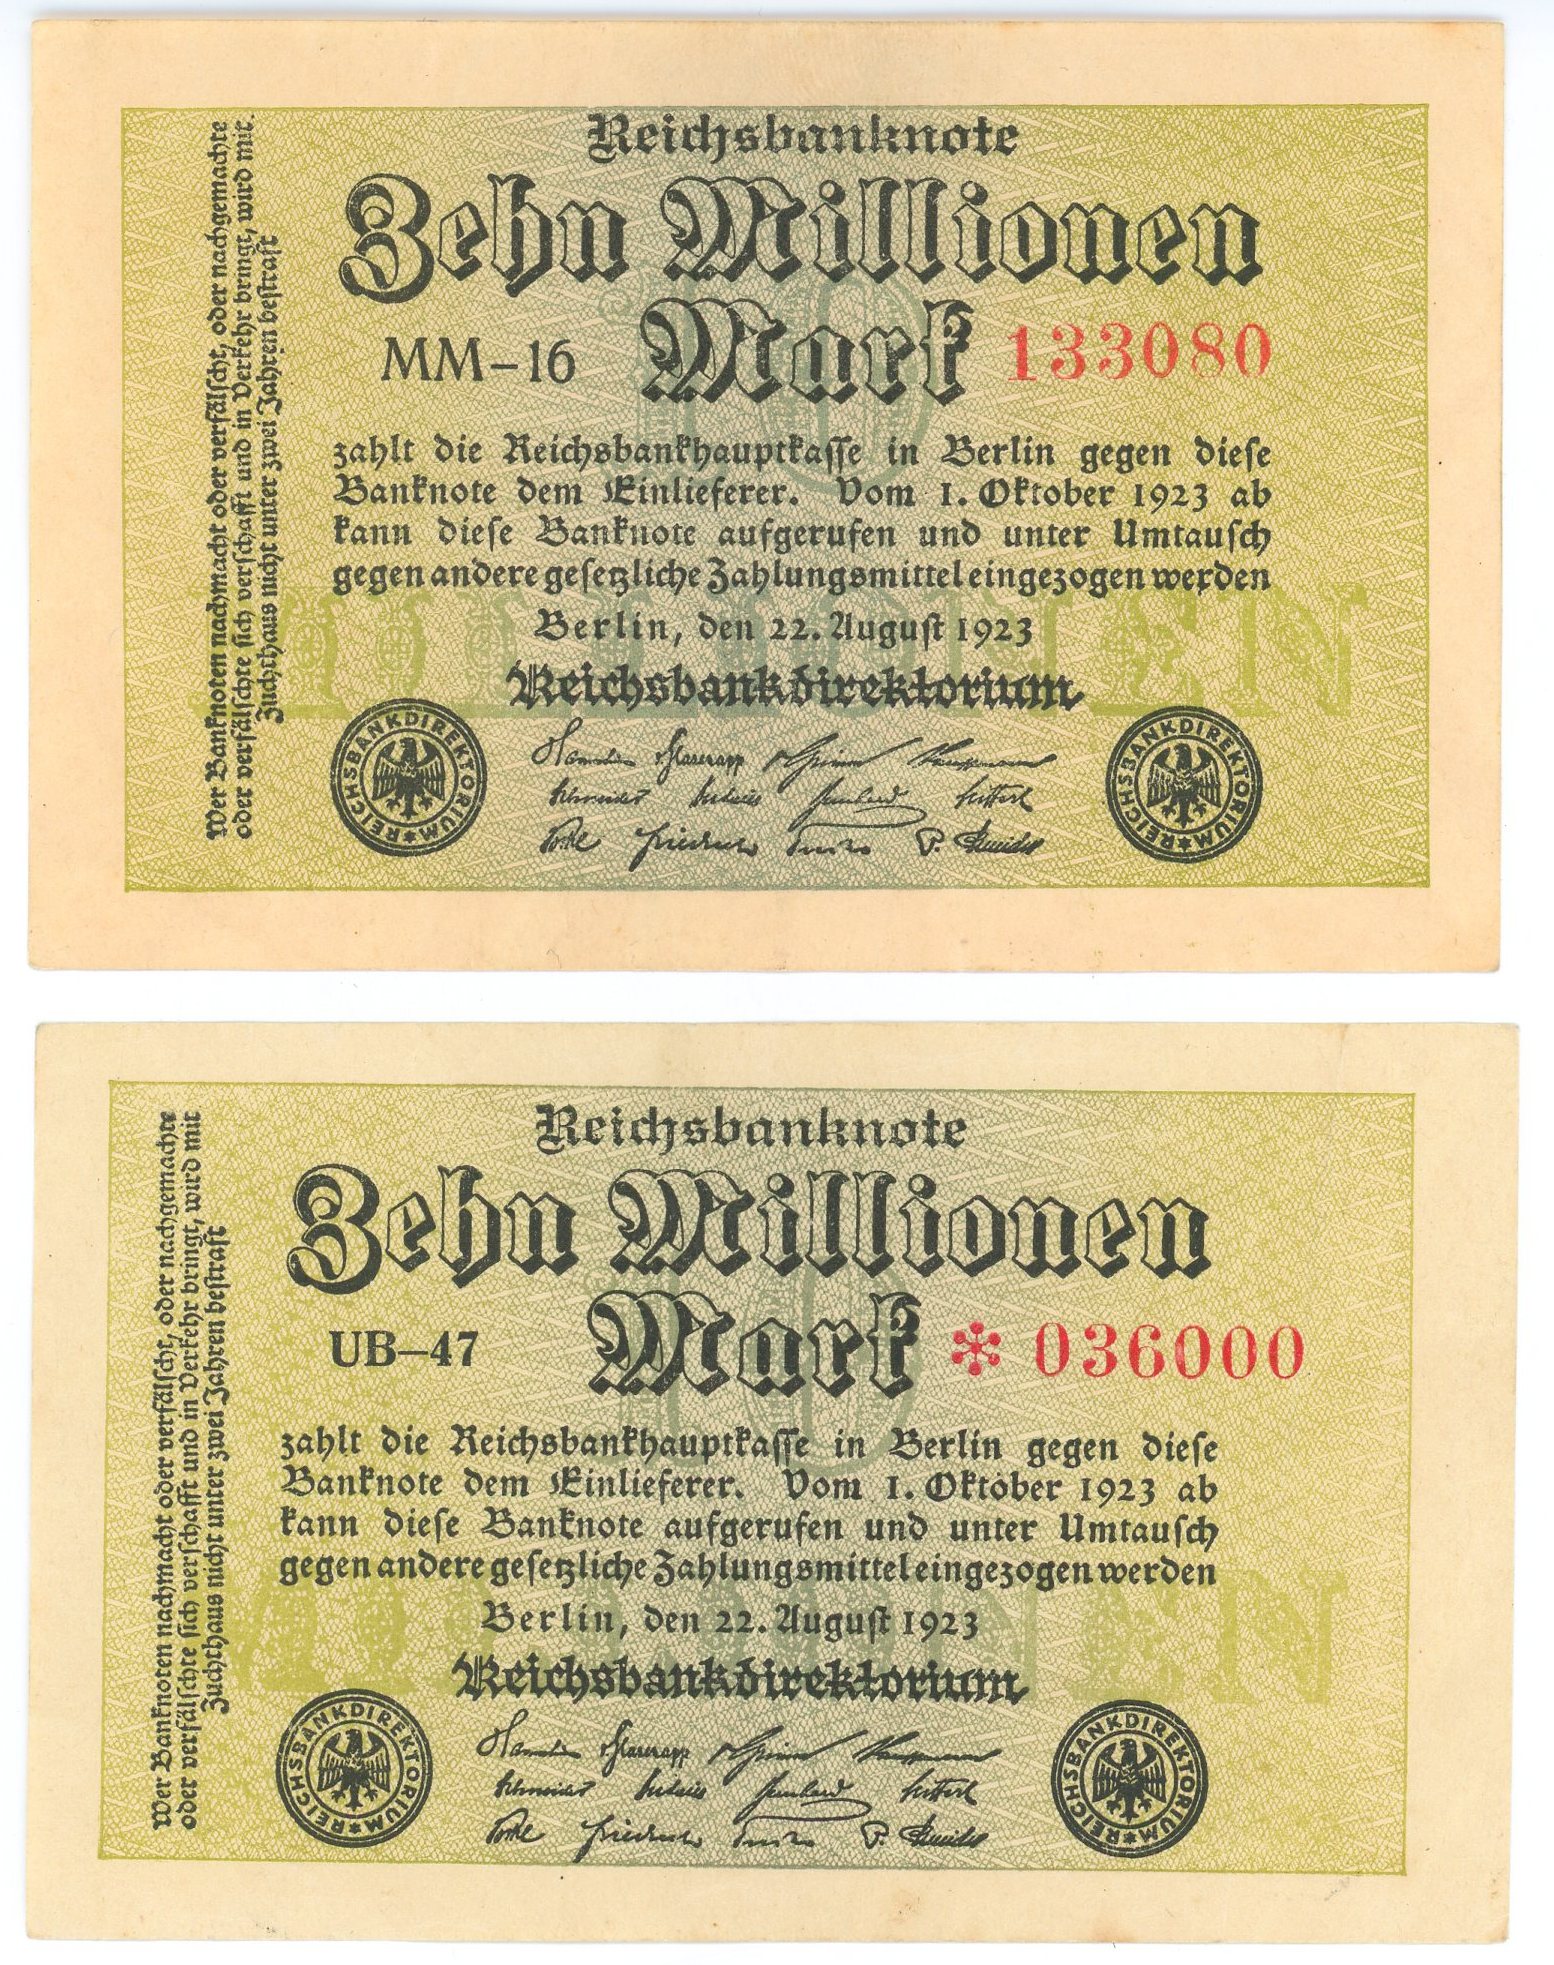 Reichsbanknote
Zehn Millionen
Mark
MM-16
133080
zahlt die Reichsbankhauptkasse in Berlin gegen diese
Banknote dem Einlieferer. Vom 1. Oktober 1923 ab
kann diese Banknote aufgerufen und unter Umtausch
gegen andere gesetzliche Zahlungsmittel eingezogen werden
Berlin, den 22. August 1923
Reichsbankdirektorium
REICHSBANKDIREKTORIUM
REICHSBANKDIREKTORIUM
Wer Banknoten nachmacht oder verfälscht, oder nachgemachte
oder verfälschte sich verschafft und in Verkehr bringt, wird mit
Zuchthaus nicht unter zwei Jahren bestraft
10
MILLIONEN
Reichsbanknote
Zehn Millionen
Mark
UB-47
* 036000
zahlt die Reichsbankhauptkasse in Berlin gegen diese
Banknote dem Einlieferer. Vom 1. Oktober 1923 ab
kann diese Banknote aufgerufen und unter Umtausch
gegen andere gesetzliche Zahlungsmittel eingezogen werden
Berlin, den 22. August 1923
Reichsbankdirektorium
REICHSBANKDIREKTORIUM
REICHSBANKDIREKTORIUM
Wer Banknoten nachmacht oder verfälscht, oder nachgemachte
oder verfälschte sich verschafft und in Verkehr bringt, wird mit
Zuchthaus nicht unter zwei Jahren bestraft
10
MILLIONEN